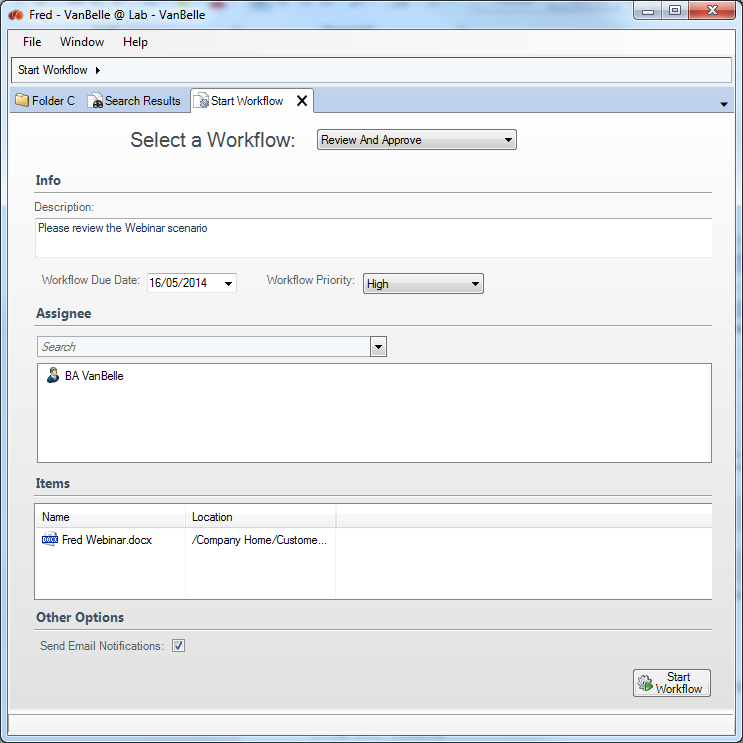 Fred - VanBelle @ Lab - VanBelle
File Window Help
Start Workflow
Folder C Search Results Start Workflow
Select a Workflow: Review And Approve
Info
Description:
Please review the Webinar scenario
Workflow Due Date: 16/05/2014 Workflow Priority: High
Assignee
Search
BA VanBelle
Items
Name Location
DOCX Fred Webinar.docx /Company Home/Custome...
Other Options
Send Email Notifications:
Start
Workflow